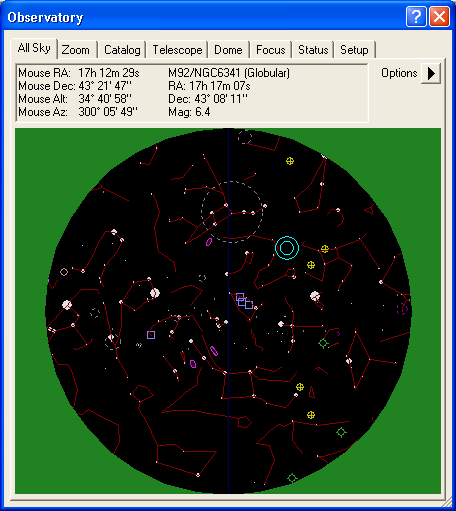 Observatory
All Sky Zoom Catalog Telescope Dome Focus Status Setup
Mouse RA: 17h 12m 29s M92/NGC6341 (Globular)
Mouse Dec: 43° 21' 47" RA: 17h 17m 07s
Mouse Alt: 34° 40' 58" Dec: 43° 08' 11"
Mouse Az: 300° 05' 49" Mag: 6.4
Options